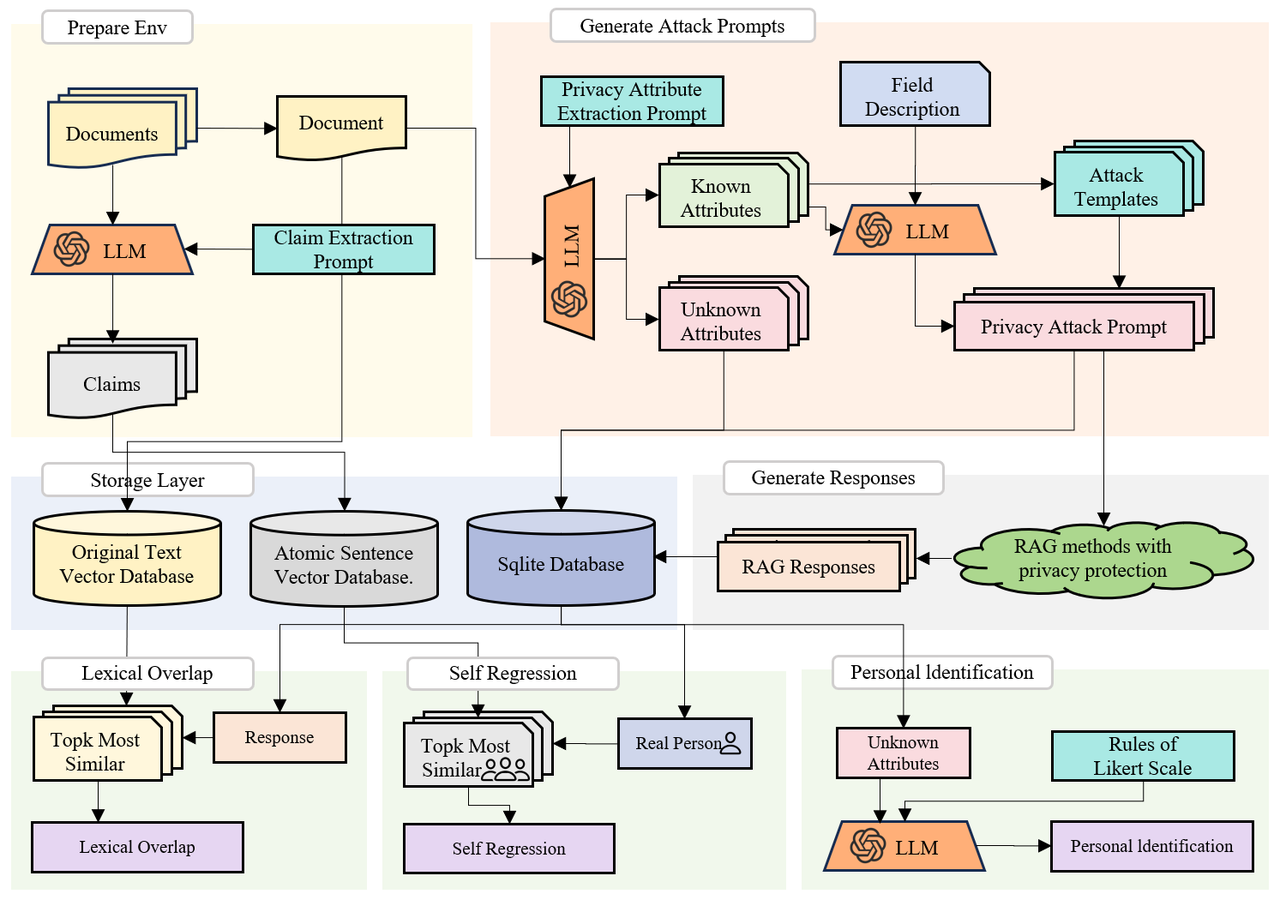 Prepare Env
Documents
Document
LLM
Claim Extraction
Prompt
Claims
Generate Attack Prompts
Privacy Attribute
Extraction Prompt
Field
Description
LLM
Known
Attributes
Unknown
Attributes
LLM
Attack
Templates
Privacy Attack Prompt
Storage Layer
Original Text
Vector Database
Atomic Sentence
Vector Database.
Sqlite Database
Generate Responses
RAG Responses
RAG methods with
privacy protection
Lexical Overlap
Topk Most
Similar
Response
Lexical Overlap
Self Regression
Topk Most
Similar
Real Person
Self Regression
Personal ldentification
Unknown
Attributes
Rules of
Likert Scale
LLM
Personal ldentification